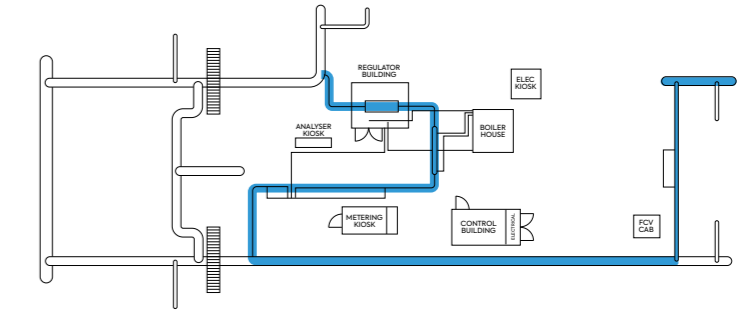 REGULATOR
BUILDING
ELEC
KIOSK
ANALYSER
KIOSK
BOILER
HOUSE
METERING
KIOSK
CONTROL
BUILDING
ELECTRICAL
FCV
CAB